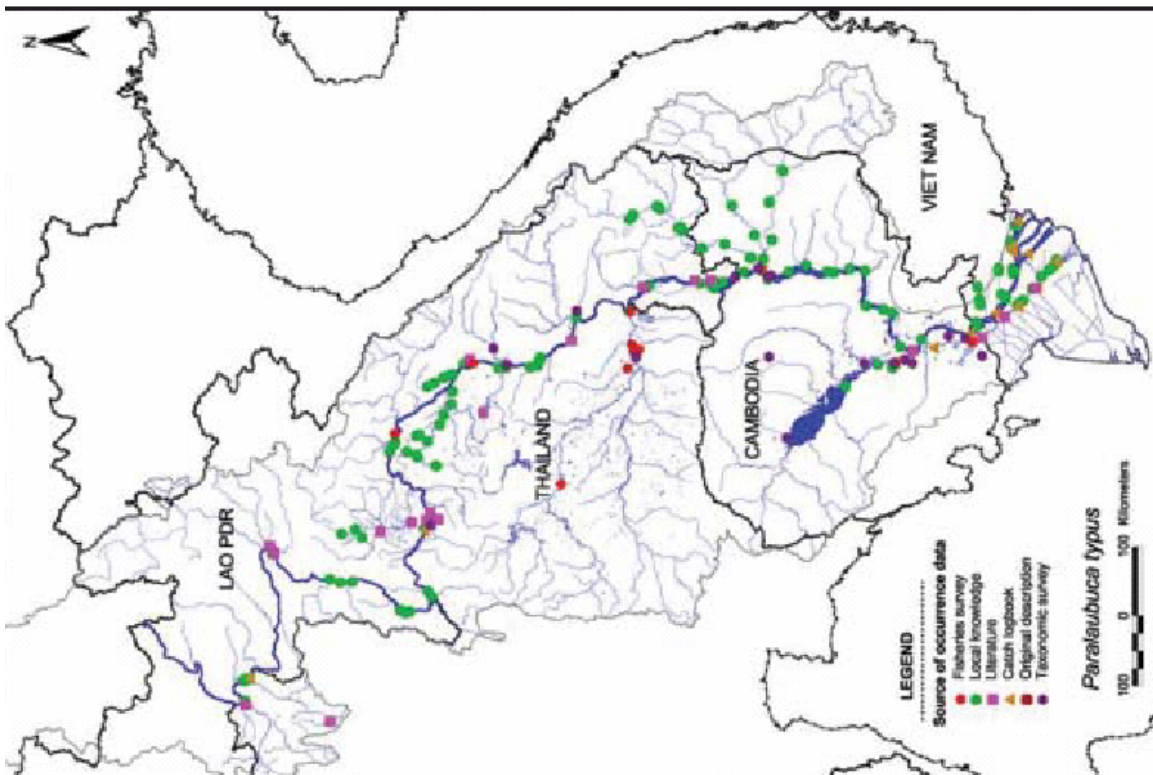 N
LAO PDR
THAILAND
CAMBODIA
VIET NAM
LEGEND
Source of occurrence data
Fisheries survey
Local knowledge
Literature
Catch logbook
Original description
Taxonomic survey
Paralaubuca typus
100 0 100 Kilometers